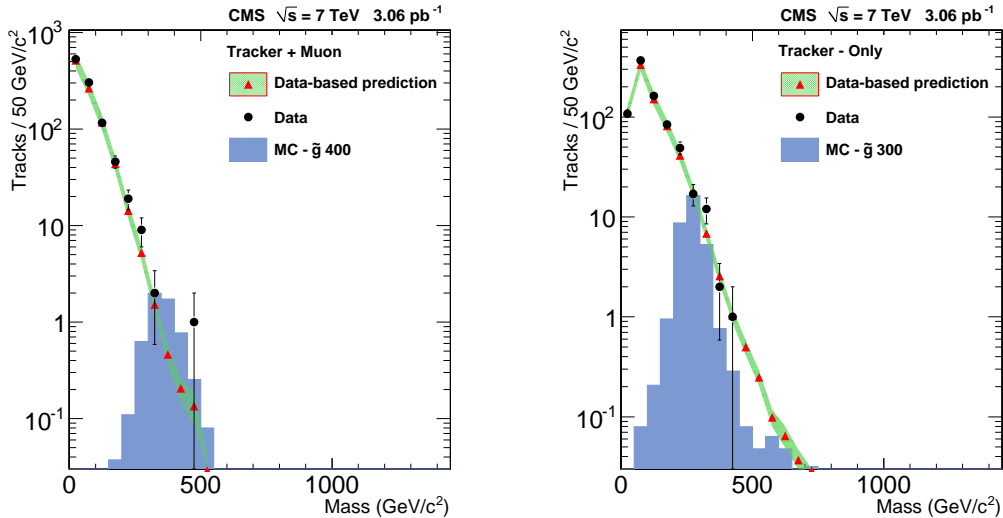 CMS √s = 7 TeV 3.06 pb⁻¹
Tracks / 50 GeV/c²
10³
10²
10
1
10⁻¹
Tracker + Muon
Data-based prediction
Data
MC - g̃ 400
0 500 1000
Mass (GeV/c²)
CMS √s = 7 TeV 3.06 pb⁻¹
Tracks / 50 GeV/c²
10²
10
1
10⁻¹
Tracker - Only
Data-based prediction
Data
MC - g̃ 300
0 500 1000
Mass (GeV/c²)